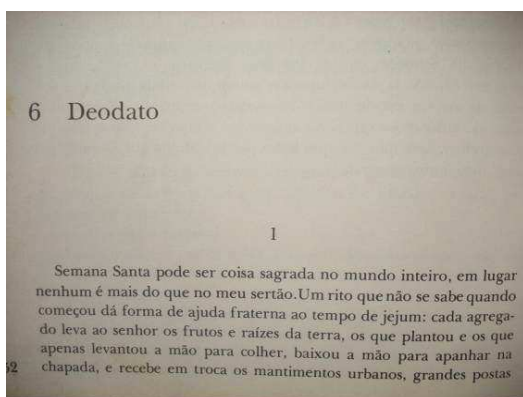 6 Deodato
1
Semana Santa pode ser coisa sagrada no mundo inteiro, em lugar
nenhum é mais do que no meu sertão.Um rito que não se sabe quando
começou dá forma de ajuda fraterna ao tempo de jejum: cada agrega-
do leva ao senhor os frutos e raízes da terra, os que plantou e os que
apenas levantou a mão para colher, baixou a mão para apanhar na
chapada, e recebe em troca os mantimentos urbanos, grandes postas